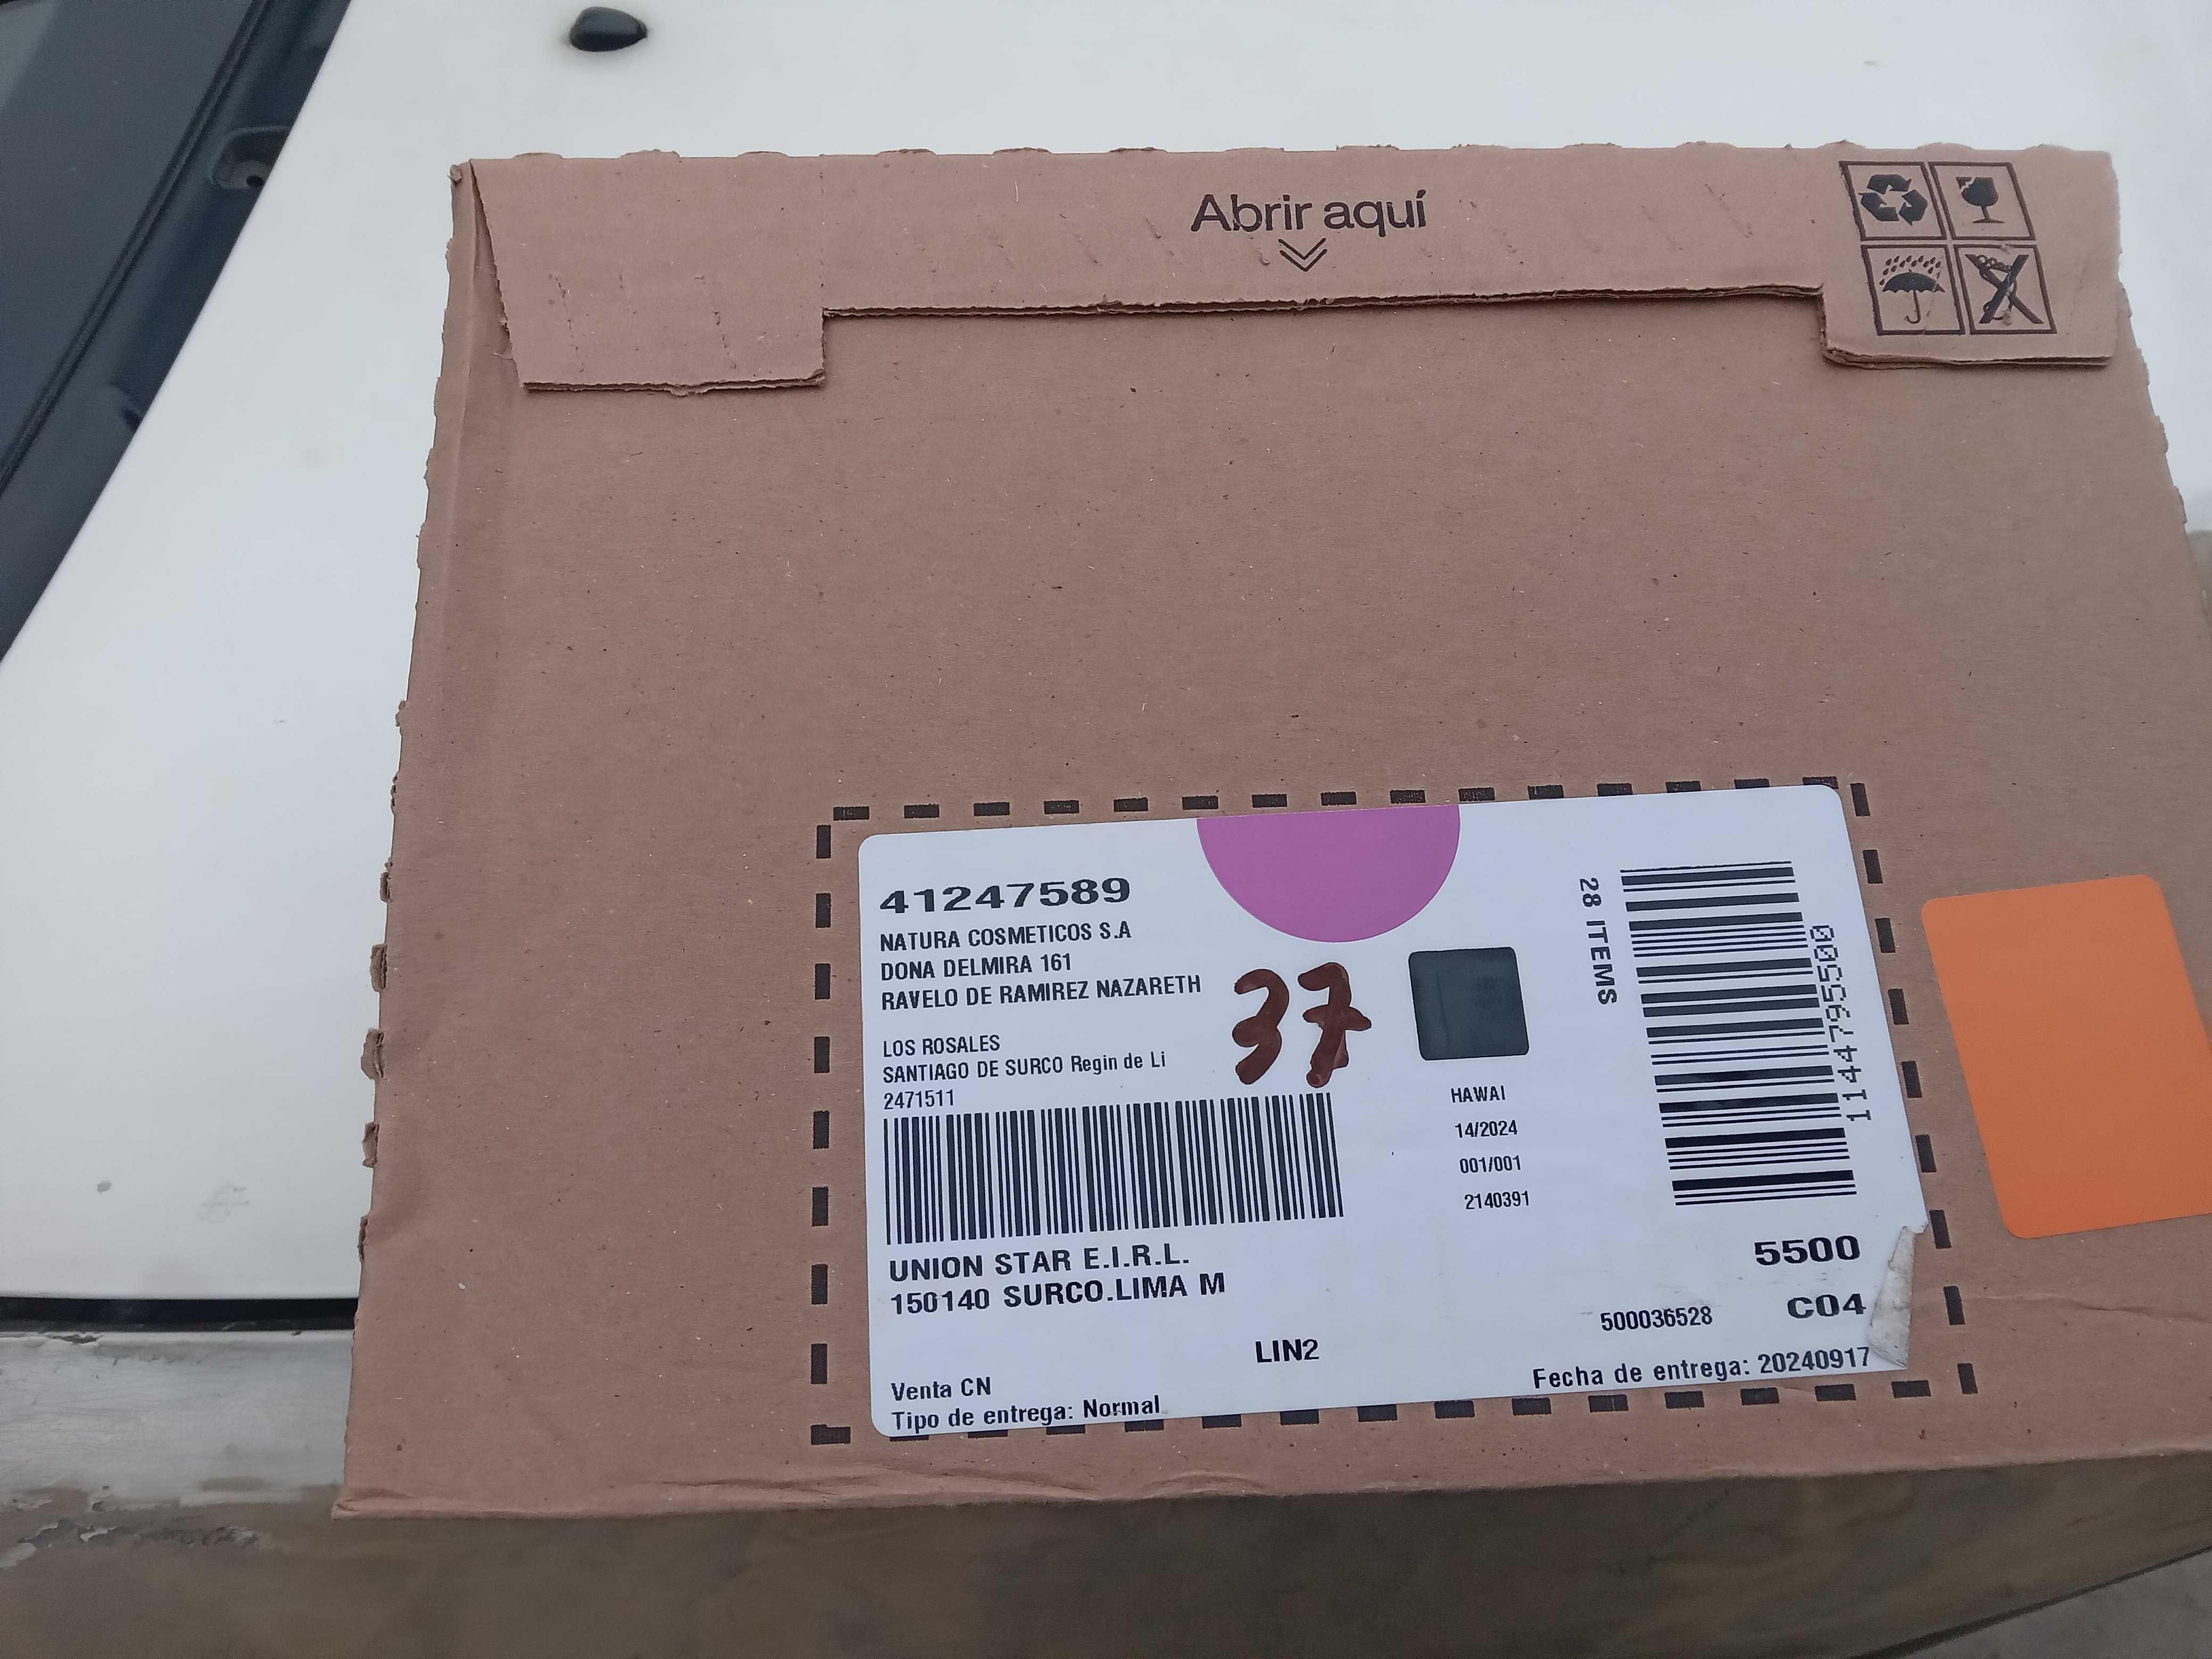 Abrir aquí
41247589
NATURA COSMETICOS S.A
DONA DELMIRA 161
RAVELO DE RAMIREZ NAZARETH
37
LOS ROSALES
SANTIAGO DE SURCO Regin de Li
2471511
UNION STAR E.I.R.L.
150140 SURCO.LIMA M
LIN2
Venta CN
Tipo de entrega: Normal
HAWAI
14/2024
001/001
2140391
28 ITEMS
1144795500
5500
C04
500036528
Fecha de entrega: 20240917